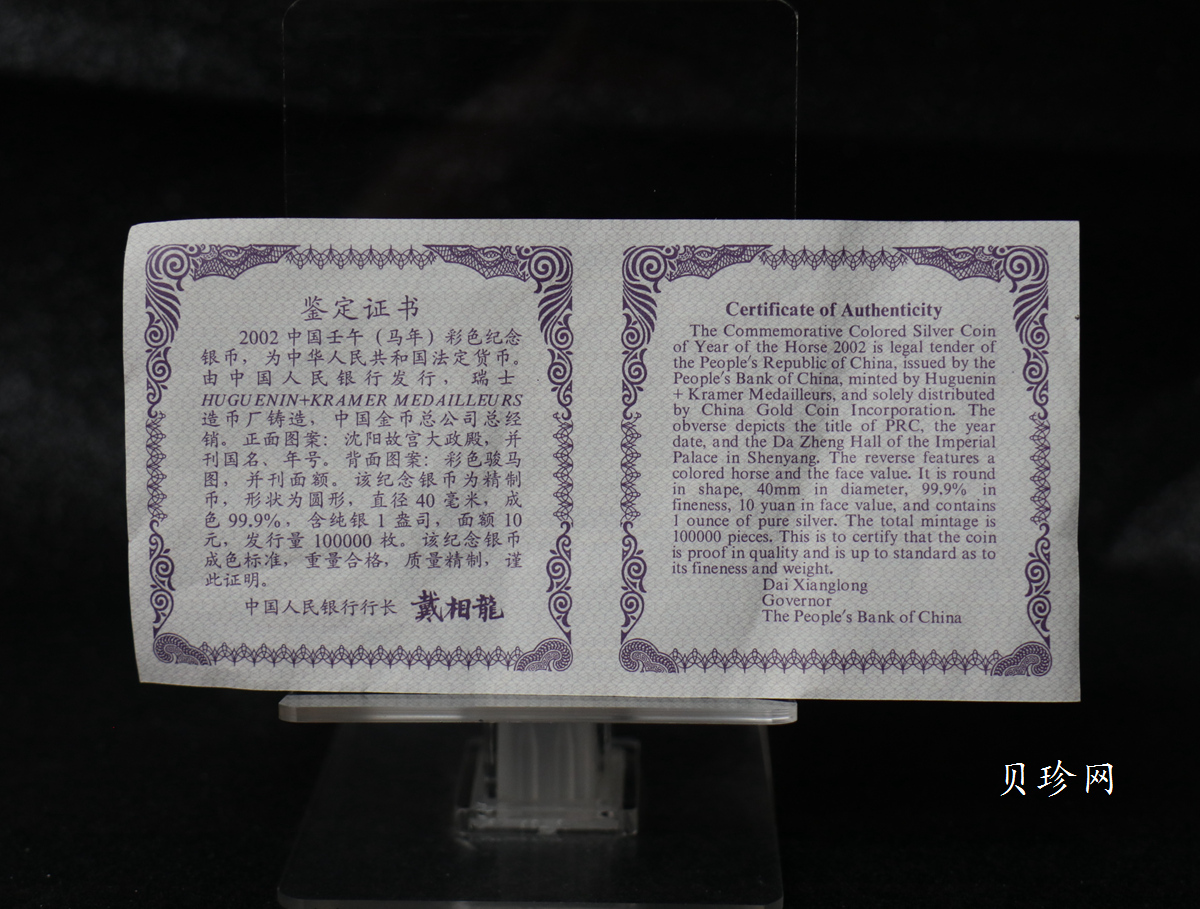 鉴定证书
2002 中国壬午（马年）彩色纪念
银币，为中华人民共和国法定货币。
由中国人民银行发行，瑞士
HUGUENIN+KRAMER MEDAILLEURS
造币厂铸造，中国金币总公司总经
销。正面图案：沈阳故宫大政殿，并
刊国名、年号。背面图案：彩色骏马
图，并刊面额。该纪念银币为精制
币，形状为圆形，直径 40 毫米，成
色 99.9%，含纯银 1 盎司，面额 10
元，发行量 100000 枚。该纪念银币
成色标准，重量合格，质量精制，谨
此证明。
中国人民银行行长 戴相龍
Certificate of Authenticity
The Commemorative Colored Silver Coin
of Year of the Horse 2002 is legal tender of
the People's Republic of China, issued by the
People's Bank of China, minted by Huguenin
+ Kramer Medailleurs, and solely distributed
by China Gold Coin Incorporation. The
obverse depicts the title of PRC, the year
date, and the Da Zheng Hall of the Imperial
Palace in Shenyang. The reverse features a
colored horse and the face value. It is round
in shape, 40mm in diameter, 99.9% in
fineness, 10 yuan in face value, and contains
1 ounce of pure silver. The total mintage is
100000 pieces. This is to certify that the coin
is proof in quality and is up to standard as to
its fineness and weight.
Dai Xianglong
Governor
The People's Bank of China
贝珍网